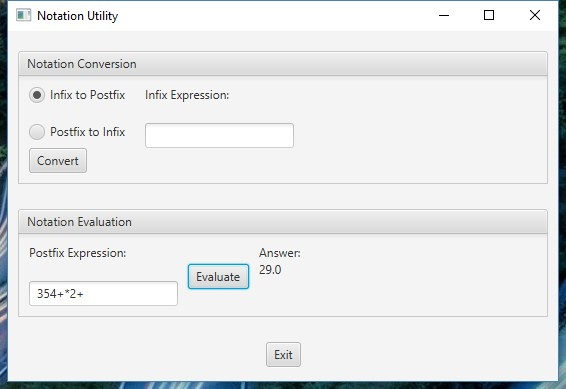 Notation Utility
Notation Conversion
Infix to Postfix
Infix Expression:
Postfix to Infix
Convert
Notation Evaluation
Postfix Expression:
Answer:
29.0
Evaluate
354+*2+
Exit